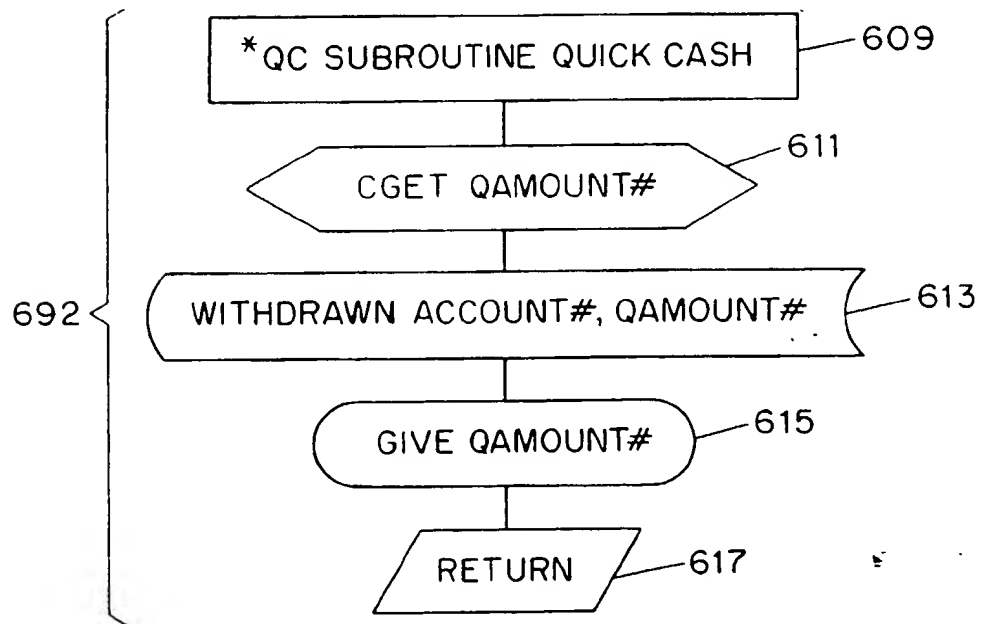 *QC SUBROUTINE QUICK CASH
609
CGET QAMOUNT#
611
692
WITHDRAWN ACCOUNT#, QAMOUNT#
613
GIVE QAMOUNT#
615
RETURN
617